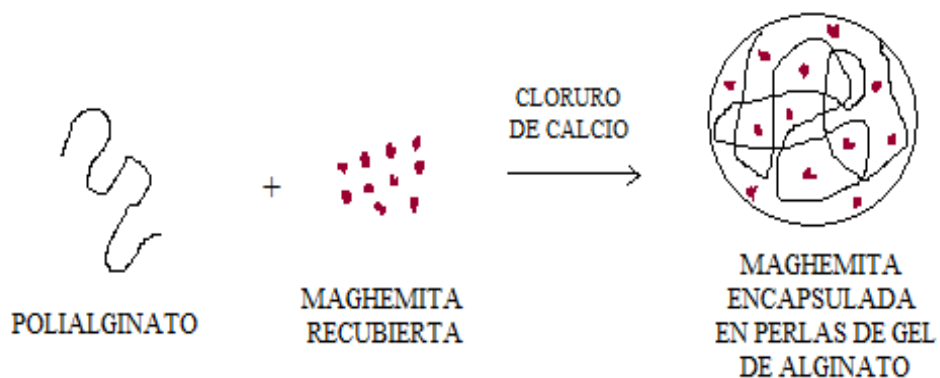 POLIALGINATO
+
MAGHEMITA
RECUBIERTA
CLORURO
DE CALCIO
MAGHEMITA
ENCAPSULADA
EN PERLAS DE GEL
DE ALGINATO